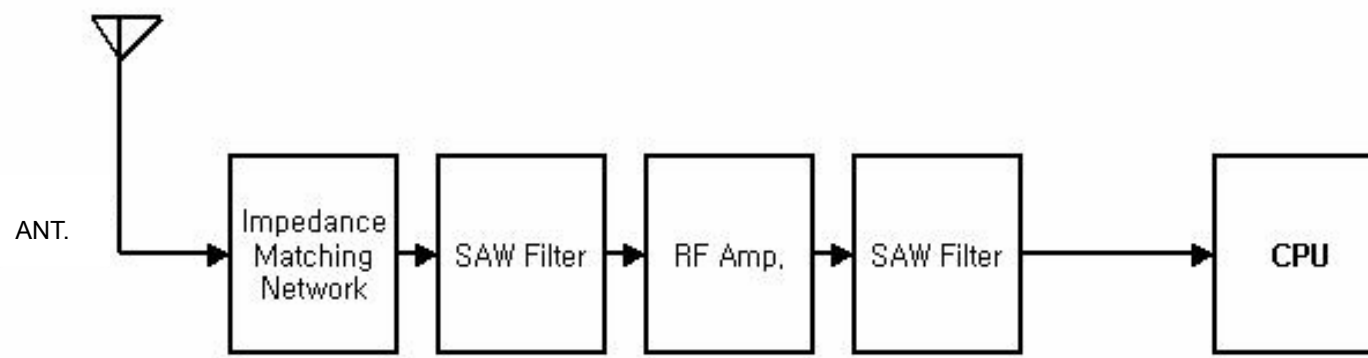 ANT.
Impedance
Matching
Network
SAW Filter
RF Amp,
SAW Filter
CPU